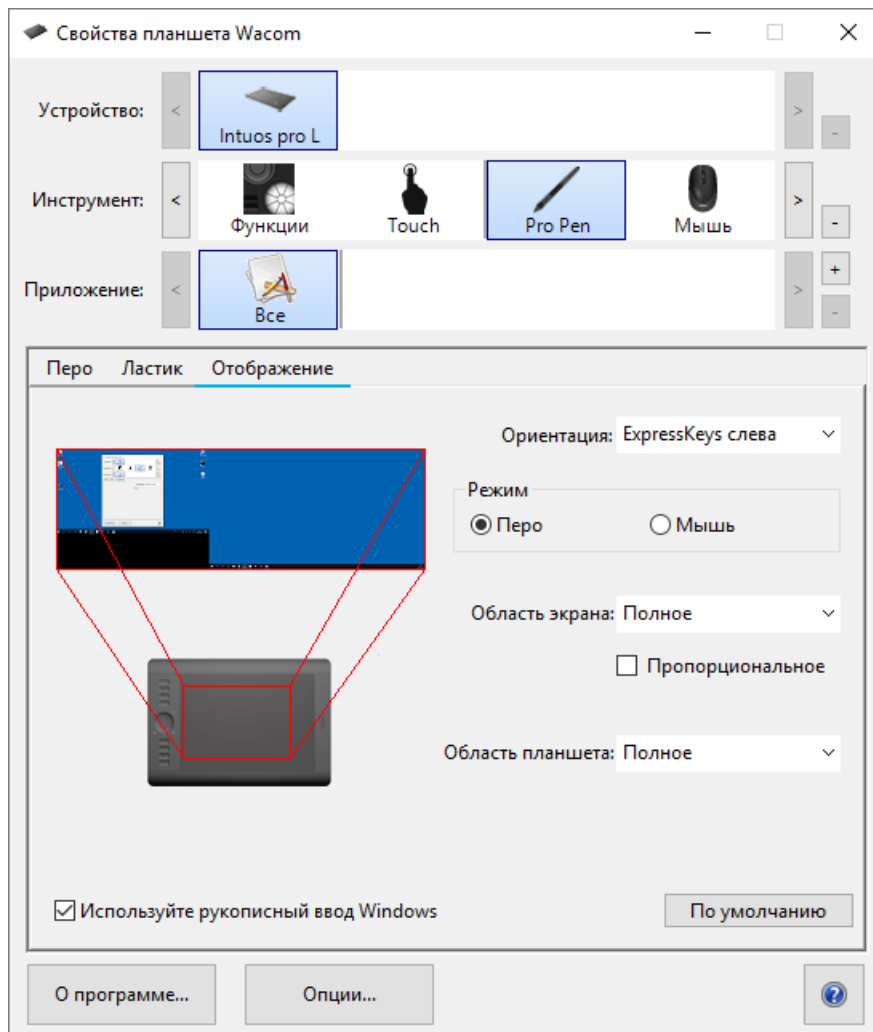 Свойства планшета Wacom
Устройство:
<
Intuos pro L
>
-
Инструмент:
<
Функции
Touch
Pro Pen
Мышь
>
-
Приложение:
<
Все
>
+
-
Перо Ластик Отображение
Ориентация: ExpressKeys слева
Режим
Перо Мышь
Область экрана: Полное
Пропорциональное
Область планшета: Полное
Используйте рукописный ввод Windows
По умолчанию
О программе... Опции... ?